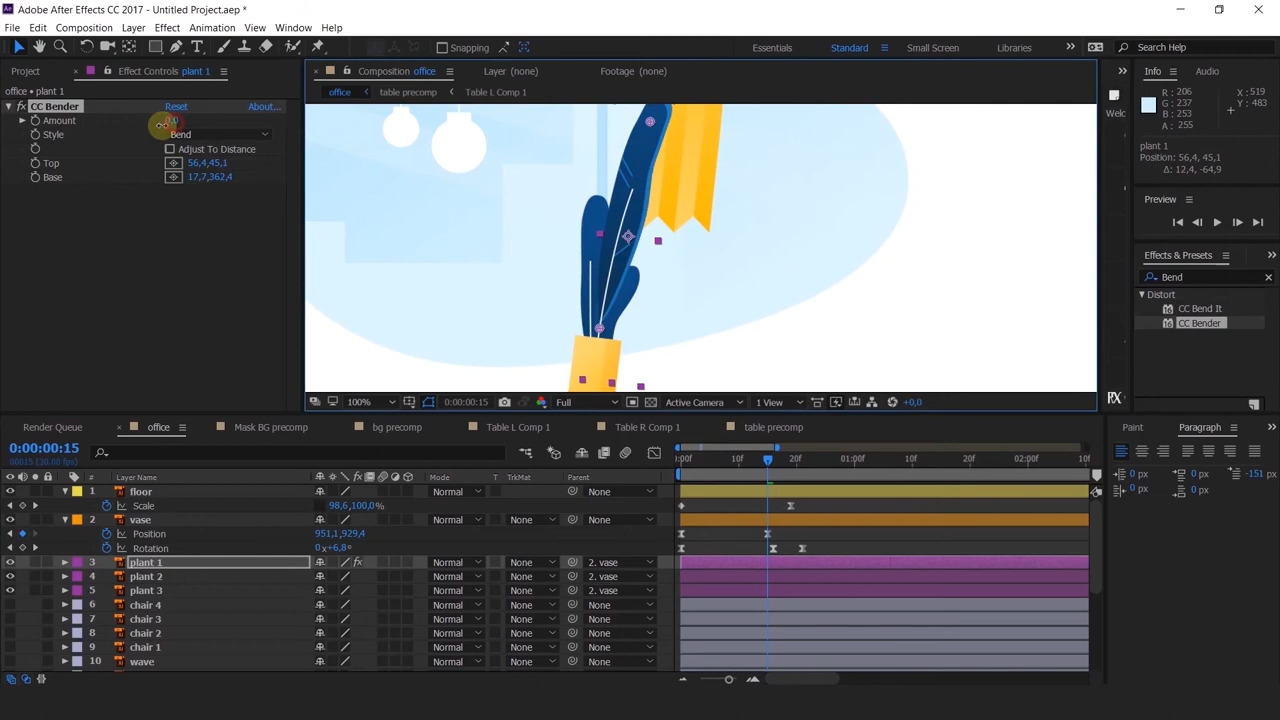 Adobe After Effects CC 2017 - Untitled Project.aep *
File Edit Composition Layer Effect Animation View Window Help
Snapping Essentials Standard Small Screen Libraries Search Help
Project Effect Controls plant 1
office • plant 1
CC Bender Reset About...
Amount 0,0
Style Bend
Adjust To Distance
Top 56,4,45,1
Base 17,7,362,4
Composition office Layer (none) Footage (none)
office table precomp Table L Comp 1
100% 0:00:00:15 Full Active Camera 1 View +0,0
Welc
Info Audio
R : 206
G : 237
B : 255
A : 255
X : 519
Y : 483
plant 1
Position: 56,4, 45,1
Δ: 12,4, -64,9
Preview
Effects & Presets
Bend
Distort
CC Bend It
CC Bender
Render Queue office Mask BG precomp bg precomp Table L Comp 1 Table R Comp 1 table precomp
0:00:00:15
00015 (30.00 fps)
# Layer Name Mode T TrkMat Parent
:00f 10f 20f 01:00f 10f 20f 02:00f 10f
1 floor Normal None
Scale 98,6,100,0%
2 vase Normal None None
Position 951,1,929,4
Rotation 0x+6,8°
3 plant 1 Normal None 2. vase
4 plant 2 Normal None 2. vase
5 plant 3 Normal None 2. vase
6 chair 4 Normal None None
7 chair 3 Normal None None
8 chair 2 Normal None None
9 chair 1 Normal None None
10 wave Normal None None
Paint Paragraph
0 px 0 px -151 px
0 px 0 px